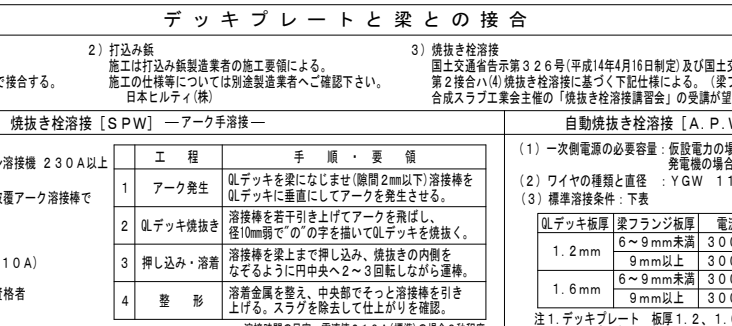 デッキプレートと梁との接合
で接合する。
2）打込み鋲
施工は打込み鋲製造業者の施工要領による。
施工の仕様等については別途製造業者へご確認下さい。
日本ヒルティ(株)
3）焼抜き栓溶接
国土交通省告示第３２６号(平成14年4月16日制定)及び国土交
第２接合ハ(4)焼抜き栓溶接に基づく下記仕様による。（梁フ
合成スラブ工業会主催の「焼抜き栓溶接講習会」の受講が望
焼抜き栓溶接［ＳＰＷ］―アーク手溶接―
溶接機 ２３０Ａ以上
被覆アーク溶接棒で
１０Ａ）
資格者
工　程　手　順　・　要　領
1　アーク発生　QLデッキを梁になじませ(隙間２mm以下)溶接棒を
QLデッキに垂直にしてアークを発生させる。
2　QLデッキ焼抜き　溶接棒を若干引き上げてアークを飛ばし、
径10mm弱で"の"の字を描いてQLデッキを焼抜く。
3　押し込み・溶着　溶接棒を梁上まで押し込み、焼抜きの内側を
なぞるように円中央へ２～３回転しながら運棒。
4　整　形　溶着金属を整え、中央部でそっと溶接棒を引き
上げる。スラグを除去して仕上がりを確認。
自動焼抜き栓溶接［Ａ.Ｐ.Ｗ
（１）一次側電源の必要容量：仮設電力の場
発電機の場合
（２）ワイヤの種類と直径　：ＹＧＷ　１１
（３）標準溶接条件：下表
QLデッキ板厚　梁フランジ板厚　電流
１.２mm　６～９mm未満　３００
９mm以上　３００
１.６mm　６～９mm未満　３００
９mm以上　３００
注１.デッキプレート　板厚１.２、１.６